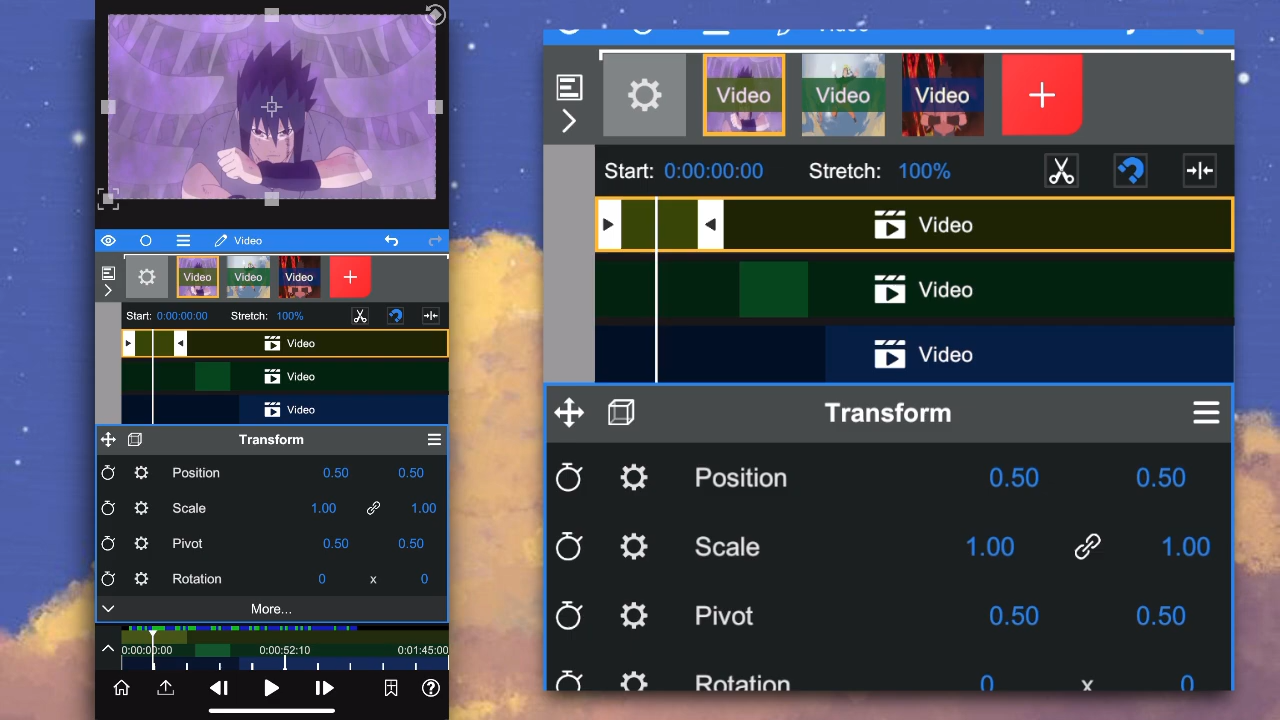 Video
Video Video Video
Start: 0:00:00:00 Stretch: 100%
Video
Video
Video
Transform
Position 0.50 0.50
Scale 1.00 1.00
Pivot 0.50 0.50
Rotation 0 x 0
More...
0:00:00:00 0:00:52:10 0:01:45:00
Video
Video Video Video
Start: 0:00:00:00 Stretch: 100%
Video
Video
Video
Transform
Position 0.50 0.50
Scale 1.00 1.00
Pivot 0.50 0.50
Rotation 0 x 0